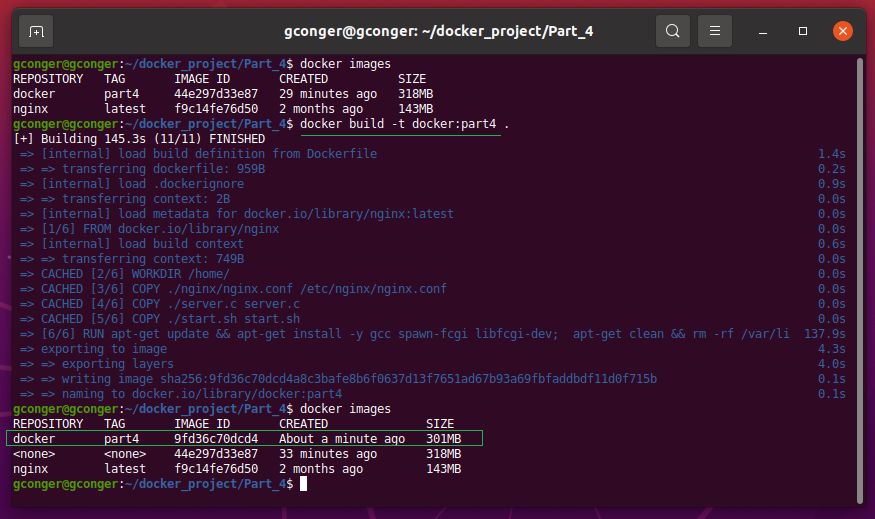 gconger@gconger: ~/docker_project/Part_4
gconger@gconger:~/docker_project/Part_4$ docker images
REPOSITORY   TAG       IMAGE ID       CREATED          SIZE
docker       part4     44e297d33e87   29 minutes ago   318MB
nginx        latest    f9c14fe76d50   2 months ago     143MB
gconger@gconger:~/docker_project/Part_4$ docker build -t docker:part4 .
[+] Building 145.3s (11/11) FINISHED
=> [internal] load build definition from Dockerfile 1.4s
=> => transferring dockerfile: 959B 0.2s
=> [internal] load .dockerignore 0.9s
=> => transferring context: 2B 0.0s
=> [internal] load metadata for docker.io/library/nginx:latest 0.0s
=> [1/6] FROM docker.io/library/nginx 0.0s
=> [internal] load build context 0.6s
=> => transferring context: 749B 0.0s
=> CACHED [2/6] WORKDIR /home/ 0.0s
=> CACHED [3/6] COPY ./nginx/nginx.conf /etc/nginx/nginx.conf 0.0s
=> CACHED [4/6] COPY ./server.c server.c 0.0s
=> CACHED [5/6] COPY ./start.sh start.sh 0.0s
=> [6/6] RUN apt-get update && apt-get install -y gcc spawn-fcgi libfcgi-dev;  apt-get clean && rm -rf /var/li 137.9s
=> exporting to image 4.3s
=> => exporting layers 4.0s
=> => writing image sha256:9fd36c70dcd4a8c3bafe8b6f0637d13f7651ad67b93a69fbfaddbdf11d0f715b 0.1s
=> => naming to docker.io/library/docker:part4 0.1s
gconger@gconger:~/docker_project/Part_4$ docker images
REPOSITORY   TAG       IMAGE ID       CREATED              SIZE
docker       part4     9fd36c70dcd4   About a minute ago   301MB
<none>       <none>    44e297d33e87   33 minutes ago       318MB
nginx        latest    f9c14fe76d50   2 months ago         143MB
gconger@gconger:~/docker_project/Part_4$